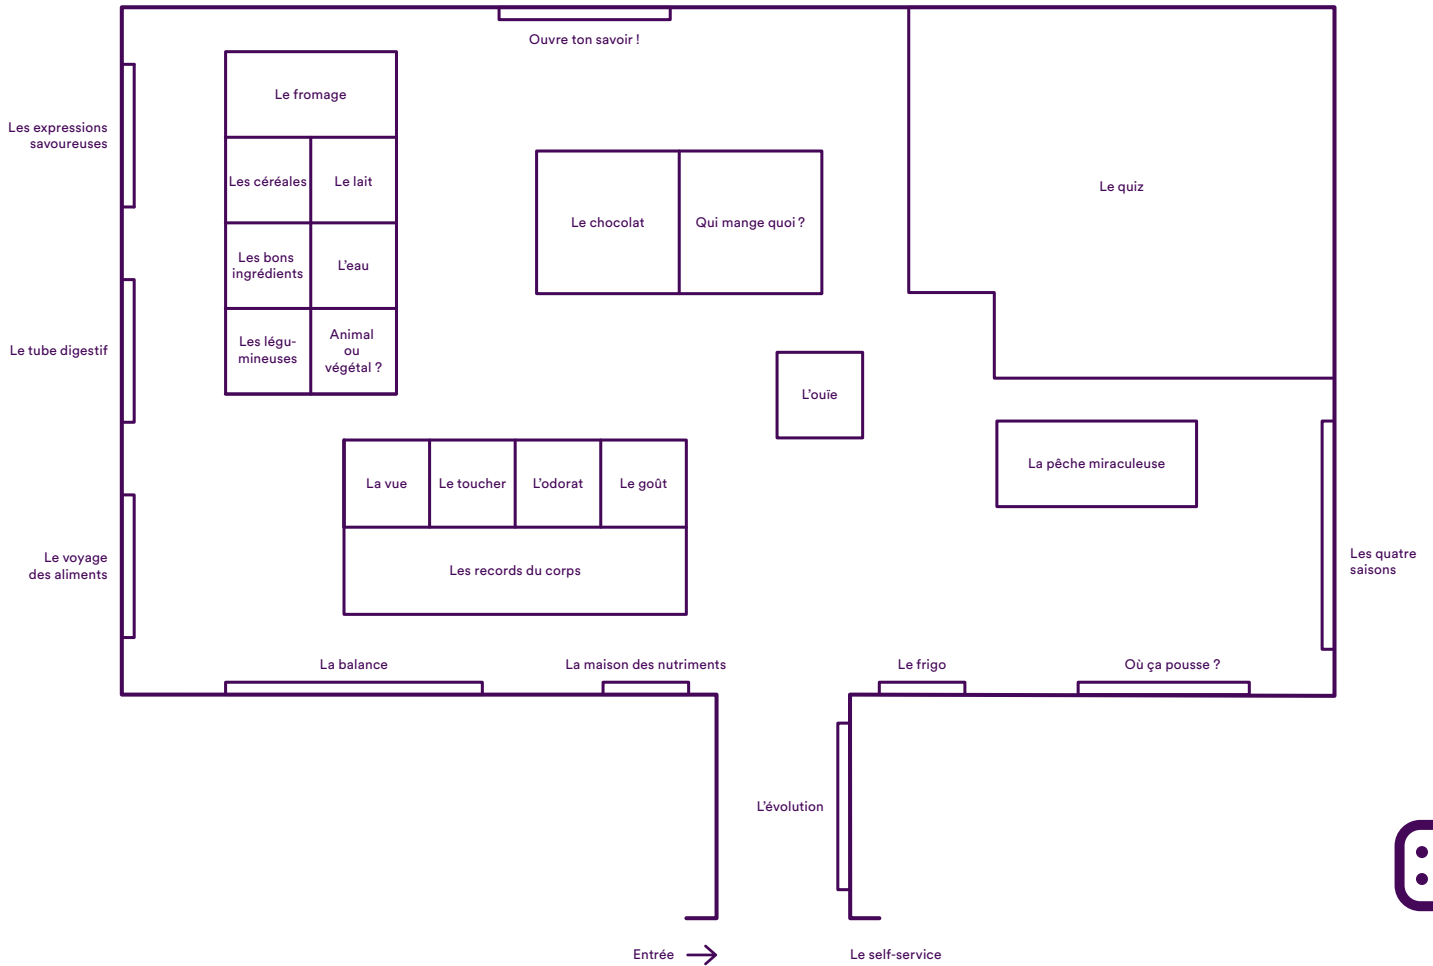 Ouvre ton savoir !
Le fromage
Les expressions
savoureuses
Les céréales
Le lait
Le quiz
Le chocolat
Qui mange quoi ?
Les bons
ingrédients
L'eau
Les légu-
mineuses
Animal
ou
végétal ?
Le tube digestif
L'ouïe
La pêche miraculeuse
La vue
Le toucher
L'odorat
Le goût
Les records du corps
Le voyage
des aliments
Les quatre
saisons
La balance
La maison des nutriments
Le frigo
Où ça pousse ?
L'évolution
Entrée
Le self-service